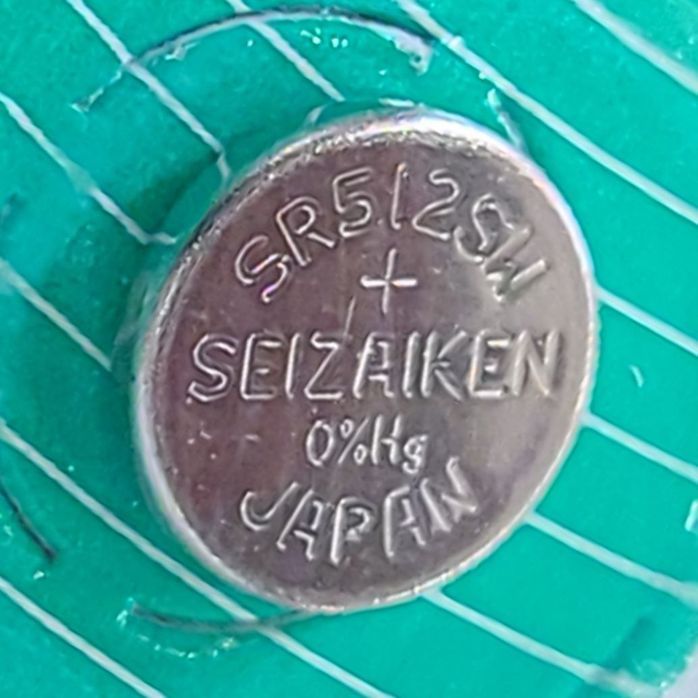 SR512SW
+
SEIZAIKEN
0%Hg
JAPAN